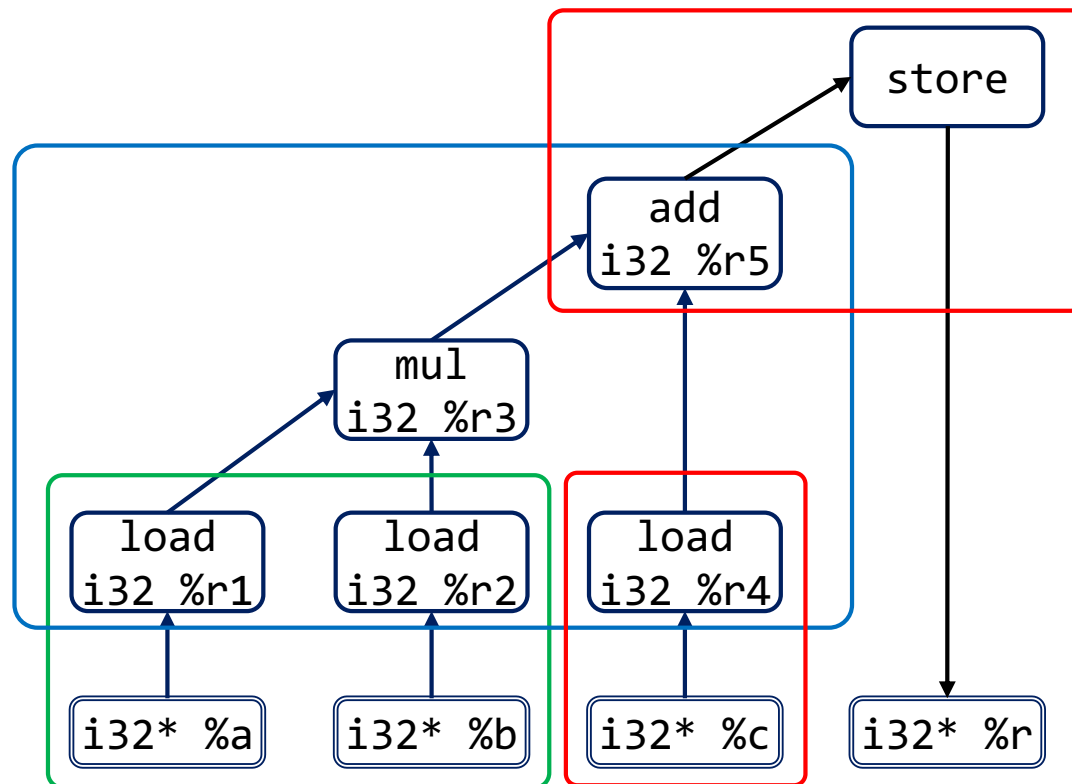 store
add
i32 %r5
mul
i32 %r3
load
i32 %r1
load
i32 %r2
load
i32 %r4
i32* %a
i32* %b
i32* %c
i32* %r